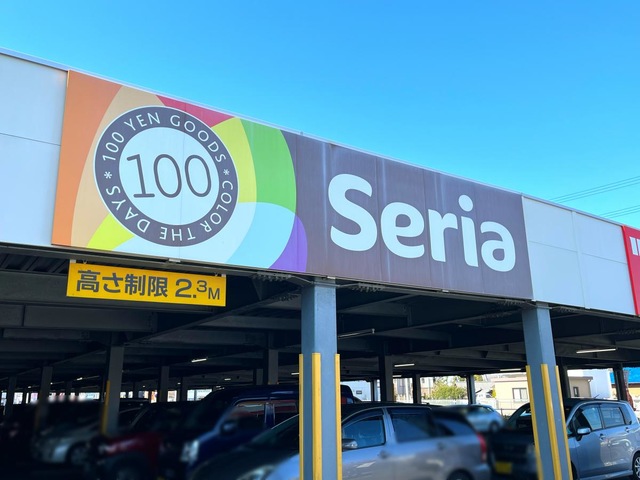 * 100 YEN GOODS * COLOR THE DAYS
100
Seria
高さ制限 2.3M